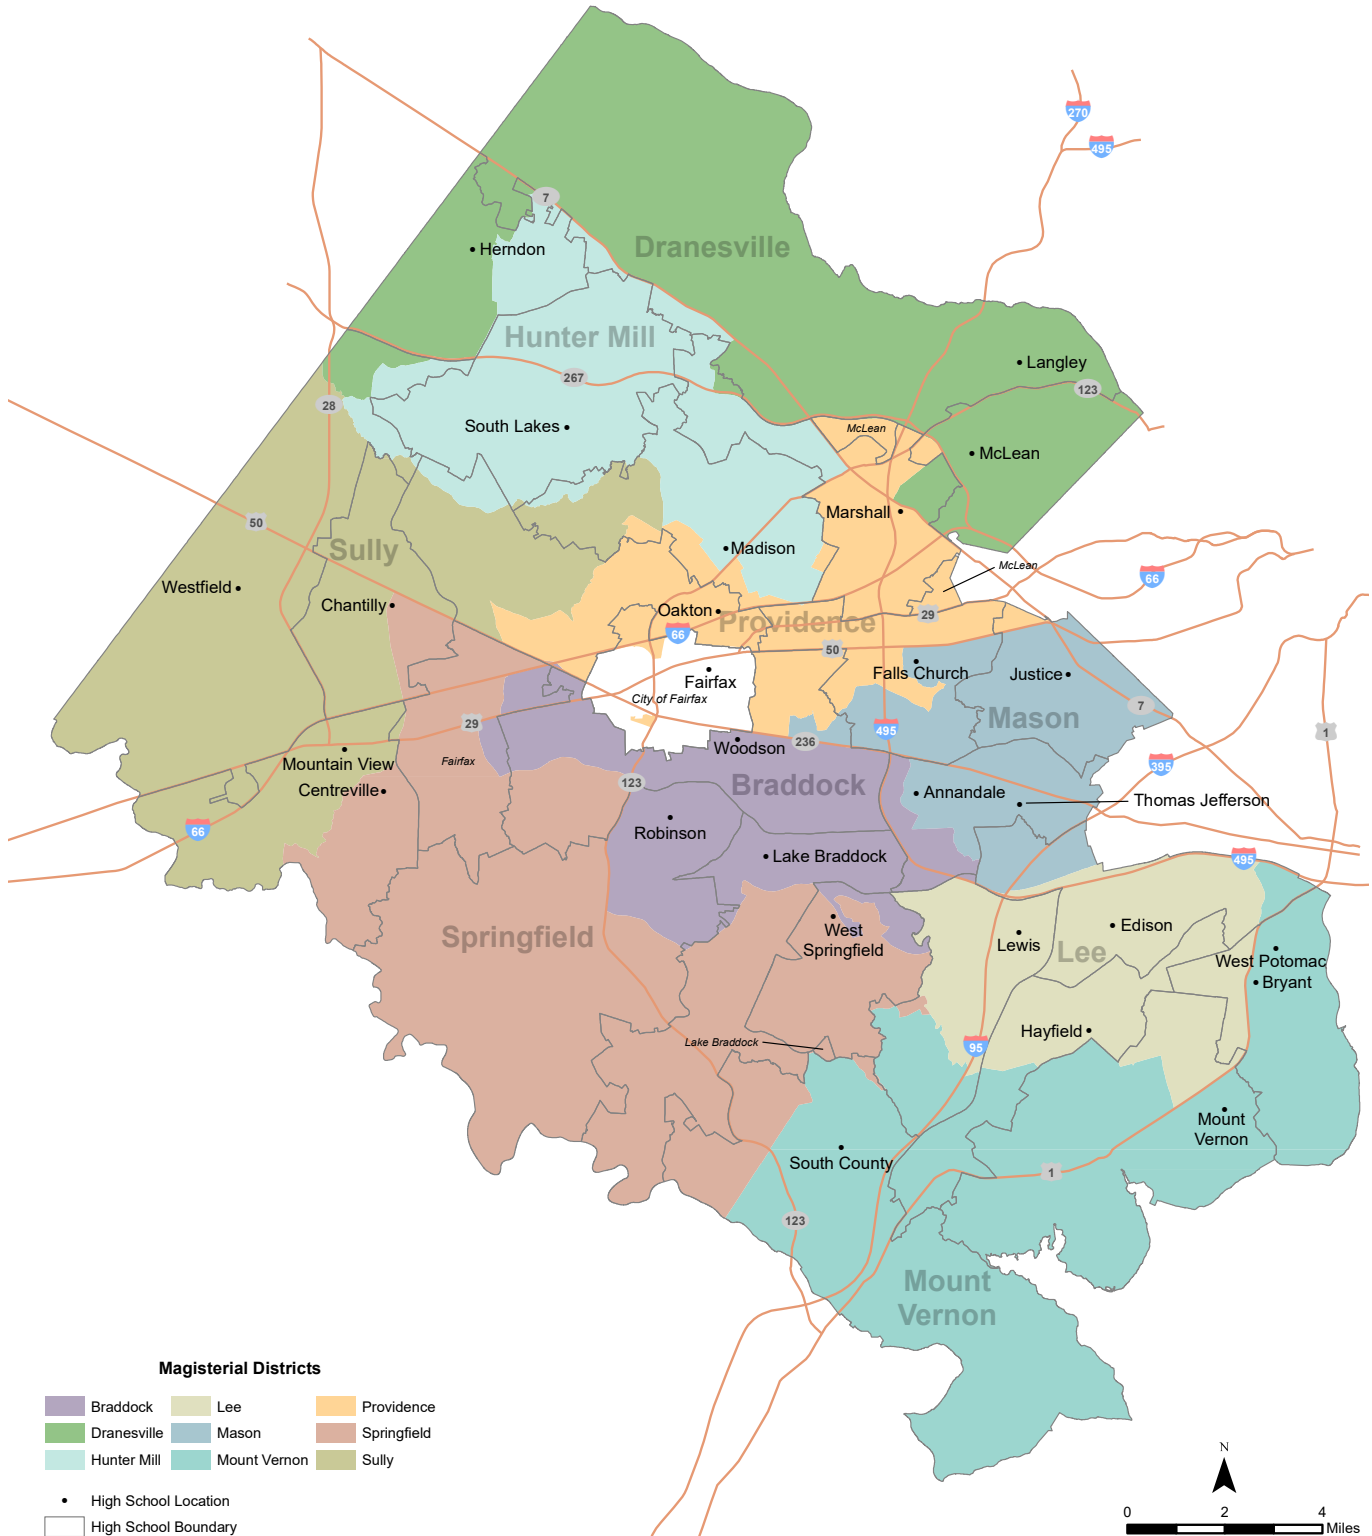 270
495
7
Herndon
Dranesville
Hunter Mill
Langley
267
123
28
South Lakes
McLean
McLean
50
Marshall
Sully
Madison
McLean
66
Westfield
Chantilly
Oakton
Providence
29
66
50
Falls Church
Justice
Fairfax
City of Fairfax
7
29
Mason
495
1
Woodson
236
Mountain View
Fairfax
395
Centreville
123
Braddock
Annandale
Thomas Jefferson
66
Robinson
Lake Braddock
495
Springfield
West
Springfield
Lewis
Edison
Lee
West Potomac
Bryant
Hayfield
Lake Braddock
95
Mount
Vernon
South County
1
123
Mount
Vernon
Magisterial Districts
Braddock
Lee
Providence
Dranesville
Mason
Springfield
Hunter Mill
Mount Vernon
Sully
High School Location
High School Boundary
N
0 2 4
Miles